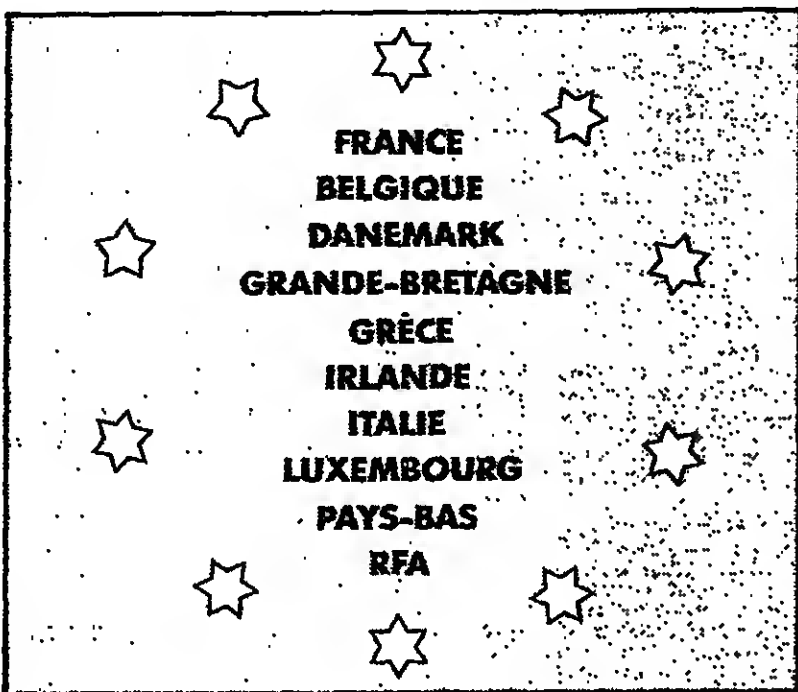 FRANCE
BELGIQUE
DANEMARK
GRANDE-BRETAGNE
GRÈCE
IRLANDE
ITALIE
LUXEMBOURG
PAYS-BAS
RFA